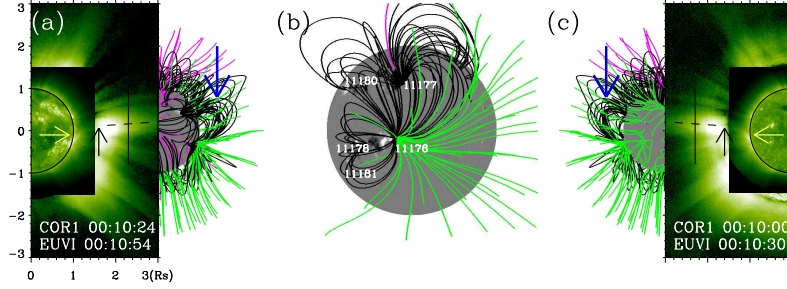 (a)
(b)
(c)
3
2
1
0
-1
-2
-3
11180
11177
11178
11176
11181
COR1 00:10:24
EUVI 00:10:54
COR1 00:10:00
EUVI 00:10:30
0 1 2 3(Rs)